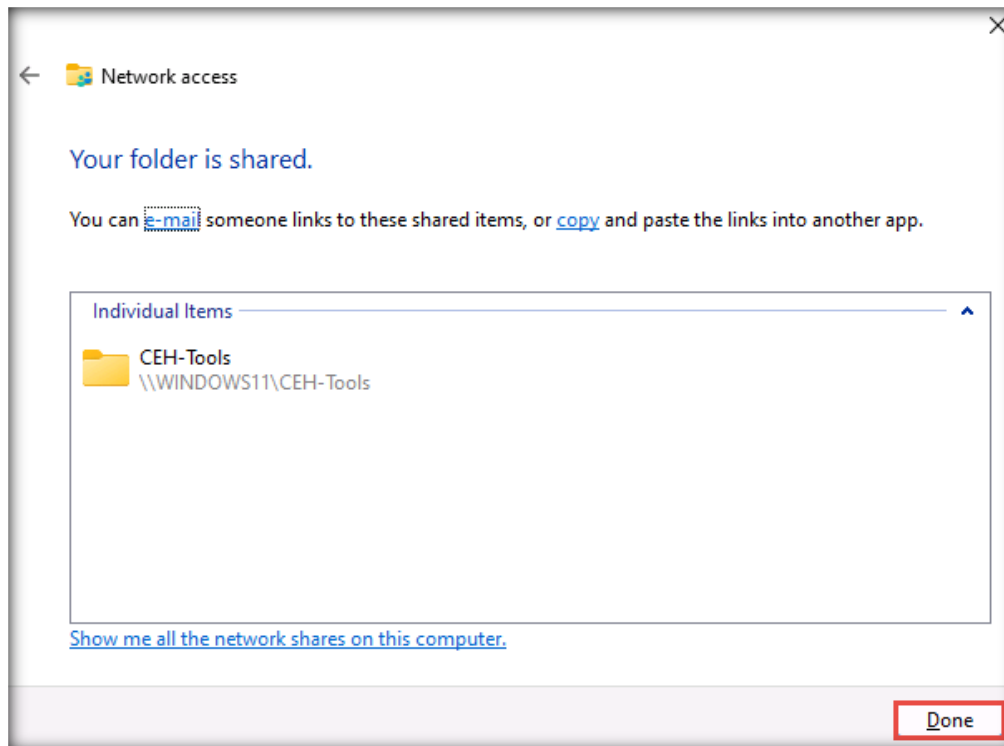 Network access
Your folder is shared.
You can e-mail someone links to these shared items, or copy and paste the links into another app.
Individual Items
CEH-Tools
\\WINDOWS11\CEH-Tools
Show me all the network shares on this computer.
Done